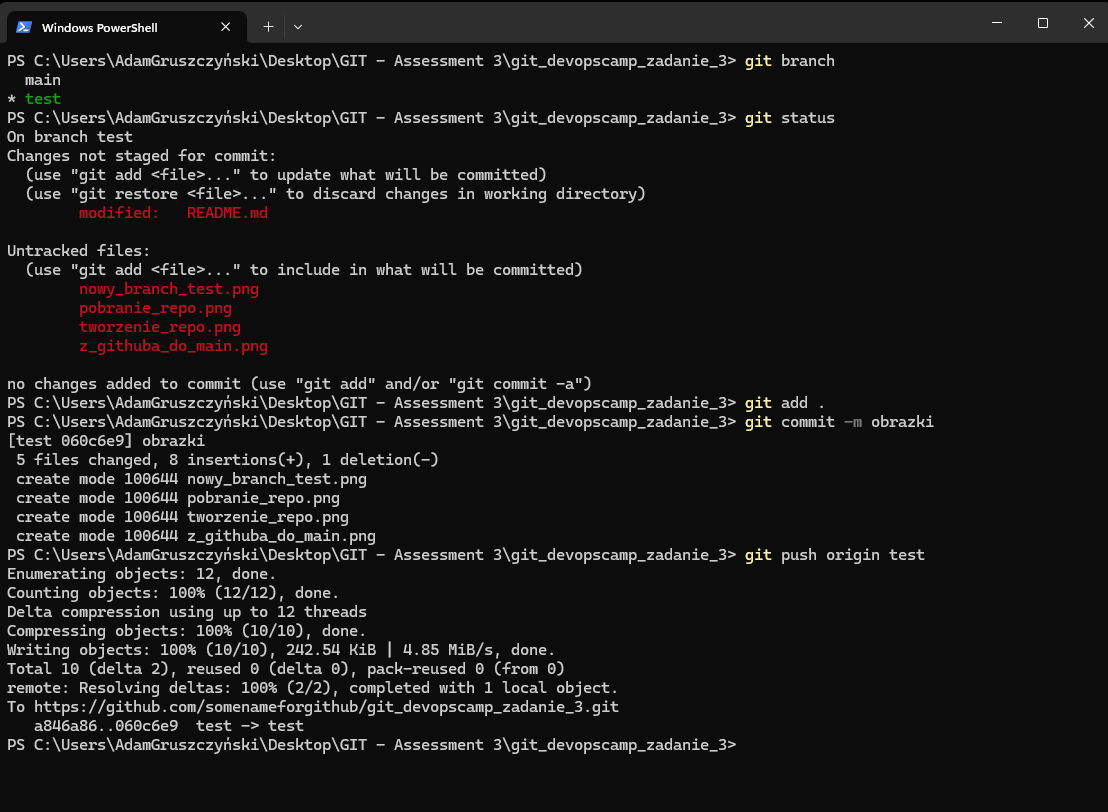 Windows PowerShell
PS C:\Users\AdamGruszczyński\Desktop\GIT - Assessment 3\git_devopscamp_zadanie_3> git branch
  main
* test
PS C:\Users\AdamGruszczyński\Desktop\GIT - Assessment 3\git_devopscamp_zadanie_3> git status
On branch test
Changes not staged for commit:
  (use "git add <file>..." to update what will be committed)
  (use "git restore <file>..." to discard changes in working directory)
        modified:   README.md

Untracked files:
  (use "git add <file>..." to include in what will be committed)
        nowy_branch_test.png
        pobranie_repo.png
        tworzenie_repo.png
        z_githuba_do_main.png

no changes added to commit (use "git add" and/or "git commit -a")
PS C:\Users\AdamGruszczyński\Desktop\GIT - Assessment 3\git_devopscamp_zadanie_3> git add .
PS C:\Users\AdamGruszczyński\Desktop\GIT - Assessment 3\git_devopscamp_zadanie_3> git commit -m obrazki
[test 060c6e9] obrazki
 5 files changed, 8 insertions(+), 1 deletion(-)
 create mode 100644 nowy_branch_test.png
 create mode 100644 pobranie_repo.png
 create mode 100644 tworzenie_repo.png
 create mode 100644 z_githuba_do_main.png
PS C:\Users\AdamGruszczyński\Desktop\GIT - Assessment 3\git_devopscamp_zadanie_3> git push origin test
Enumerating objects: 12, done.
Counting objects: 100% (12/12), done.
Delta compression using up to 12 threads
Compressing objects: 100% (10/10), done.
Writing objects: 100% (10/10), 242.54 KiB | 4.85 MiB/s, done.
Total 10 (delta 2), reused 0 (delta 0), pack-reused 0 (from 0)
remote: Resolving deltas: 100% (2/2), completed with 1 local object.
To https://github.com/somenameforgithub/git_devopscamp_zadanie_3.git
   a846a86..060c6e9  test -> test
PS C:\Users\AdamGruszczyński\Desktop\GIT - Assessment 3\git_devopscamp_zadanie_3>